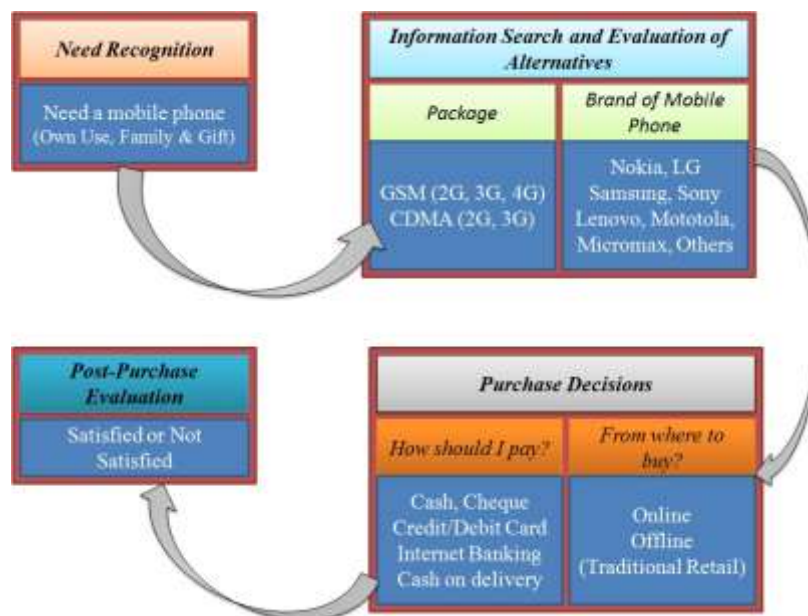 Need Recognition
Need a mobile phone
(Own Use, Family & Gift)
Information Search and Evaluation of
Alternatives
Package
Brand of Mobile
Phone
GSM (2G, 3G, 4G)
CDMA (2G, 3G)
Nokia, LG
Samsung, Sony
Lenovo, Mototola,
Micromax, Others
Post-Purchase
Evaluation
Satisfied or Not
Satisfied
Purchase Decisions
How should I pay?
From where to
buy?
Cash, Cheque
Credit/Debit Card
Internet Banking
Cash on delivery
Online
Offline
(Traditional Retail)